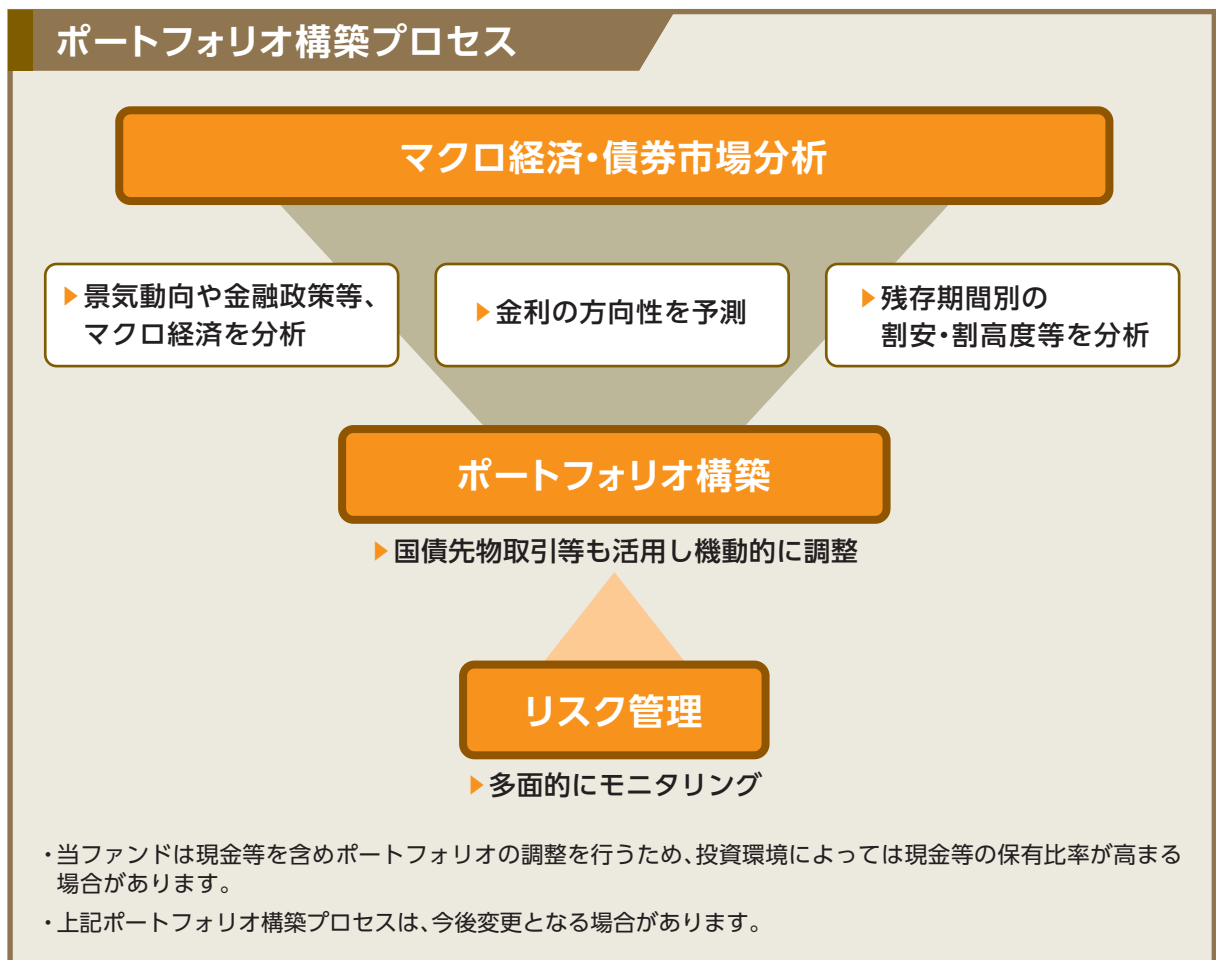 ポートフォリオ構築プロセス
マクロ経済・債券市場分析
▶景気動向や金融政策等、
マクロ経済を分析
▶金利の方向性を予測
▶残存期間別の
割安・割高度等を分析
ポートフォリオ構築
▶国債先物取引等も活用し機動的に調整
リスク管理
▶多面的にモニタリング
・当ファンドは現金等を含めポートフォリオの調整を行うため、投資環境によっては現金等の保有比率が高まる
場合があります。
・上記ポートフォリオ構築プロセスは、今後変更となる場合があります。